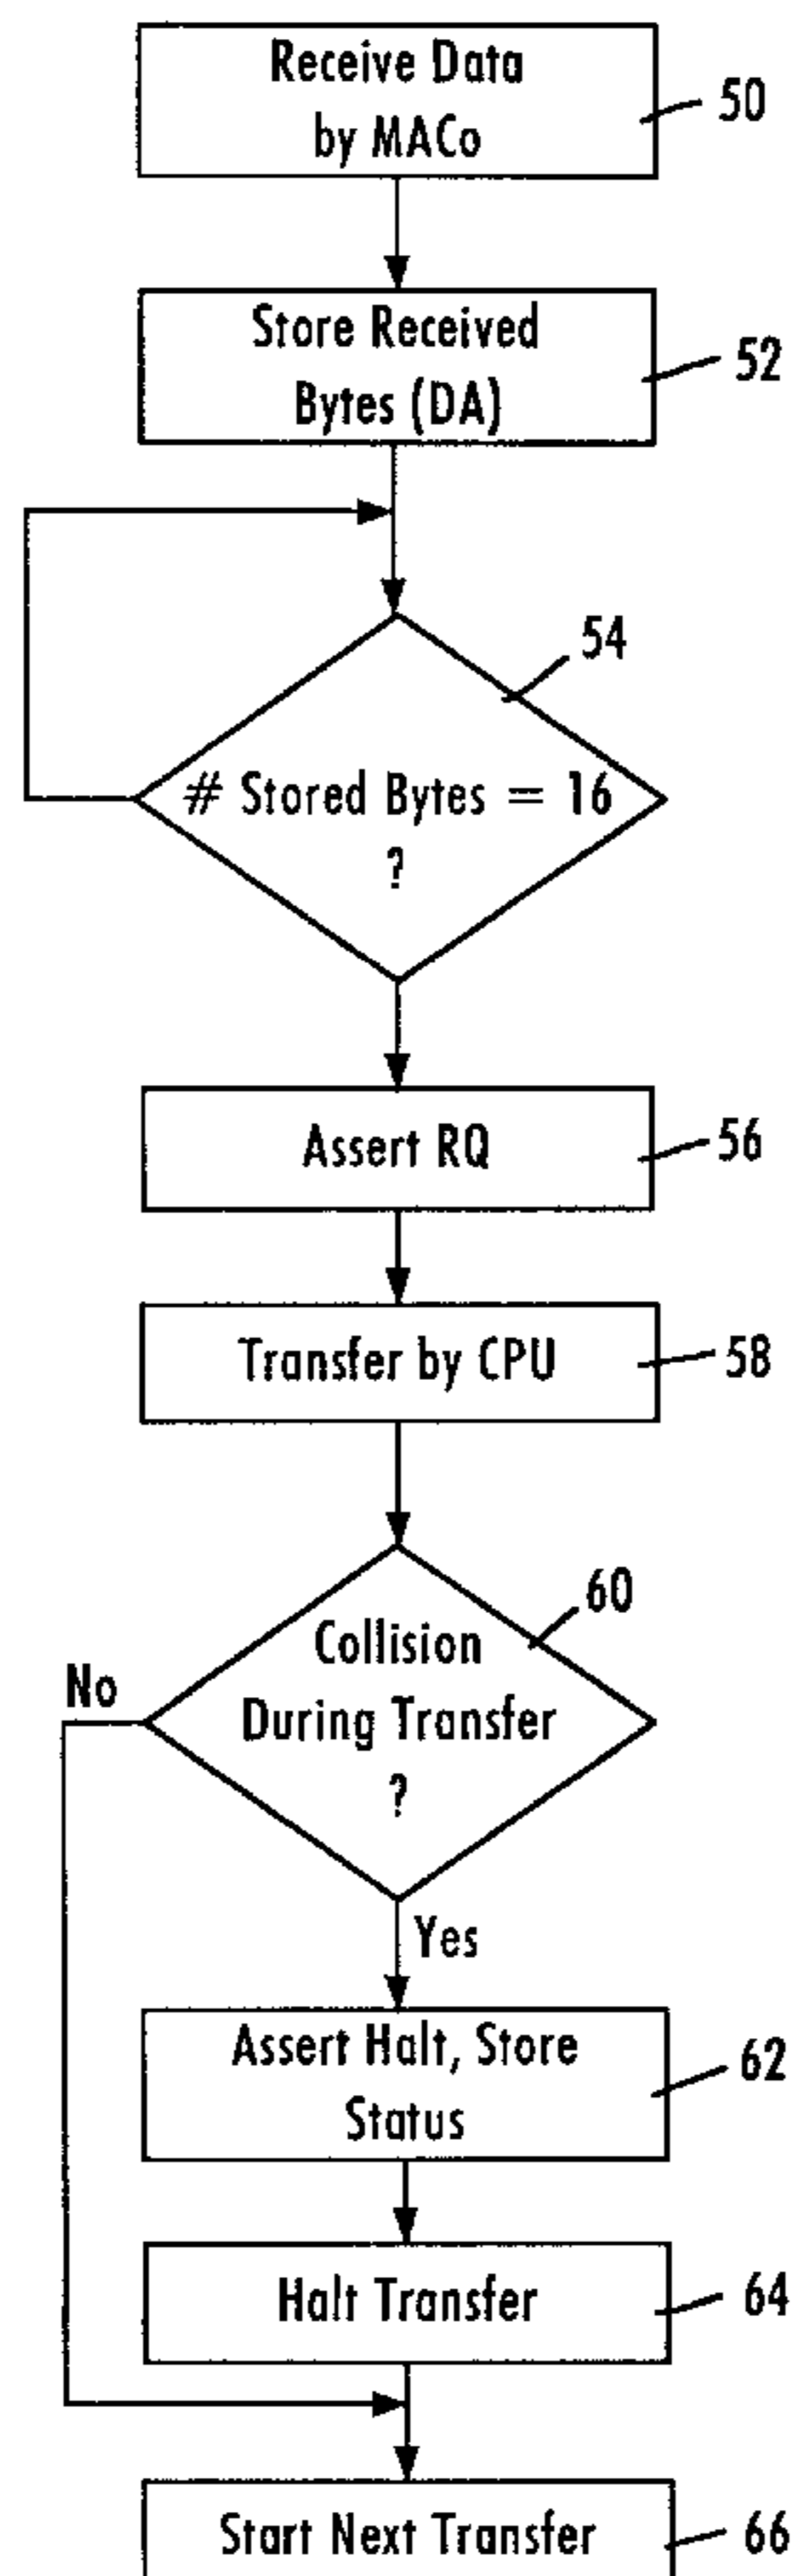 Receive Data
by MACo
50
Store Received
Bytes (DA)
52
54
# Stored Bytes = 16
?
Assert RQ
56
Transfer by CPU
58
60
Collision
During Transfer
?
No
Yes
Assert Halt, Store
Status
62
Halt Transfer
64
Start Next Transfer
66